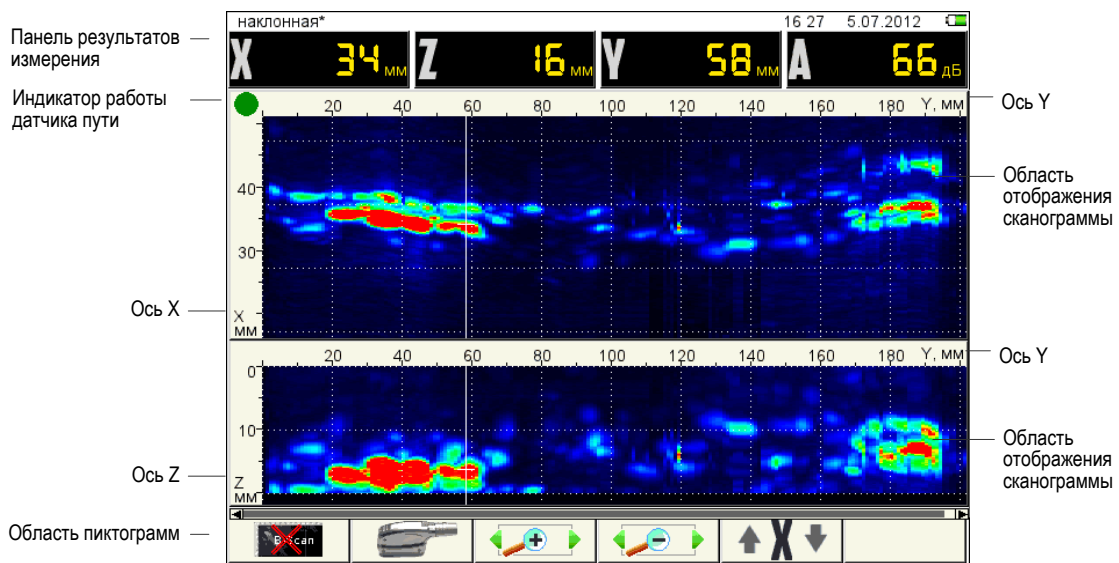 наклонная*
16 27 5.07.2012
Панель результатов
измерения
X 34 мм Z 16 мм Y 58 мм A 66 дБ
Индикатор работы
датчика пути
20 40 60 80 100 120 140 160 180 Y, мм
Ось Y
40
30
X
мм
Область
отображения
сканограммы
Ось X
20 40 60 80 100 120 140 160 180 Y, мм
Ось Y
0
10
Z
мм
Область
отображения
сканограммы
Ось Z
Область пиктограмм
B-Scan
X